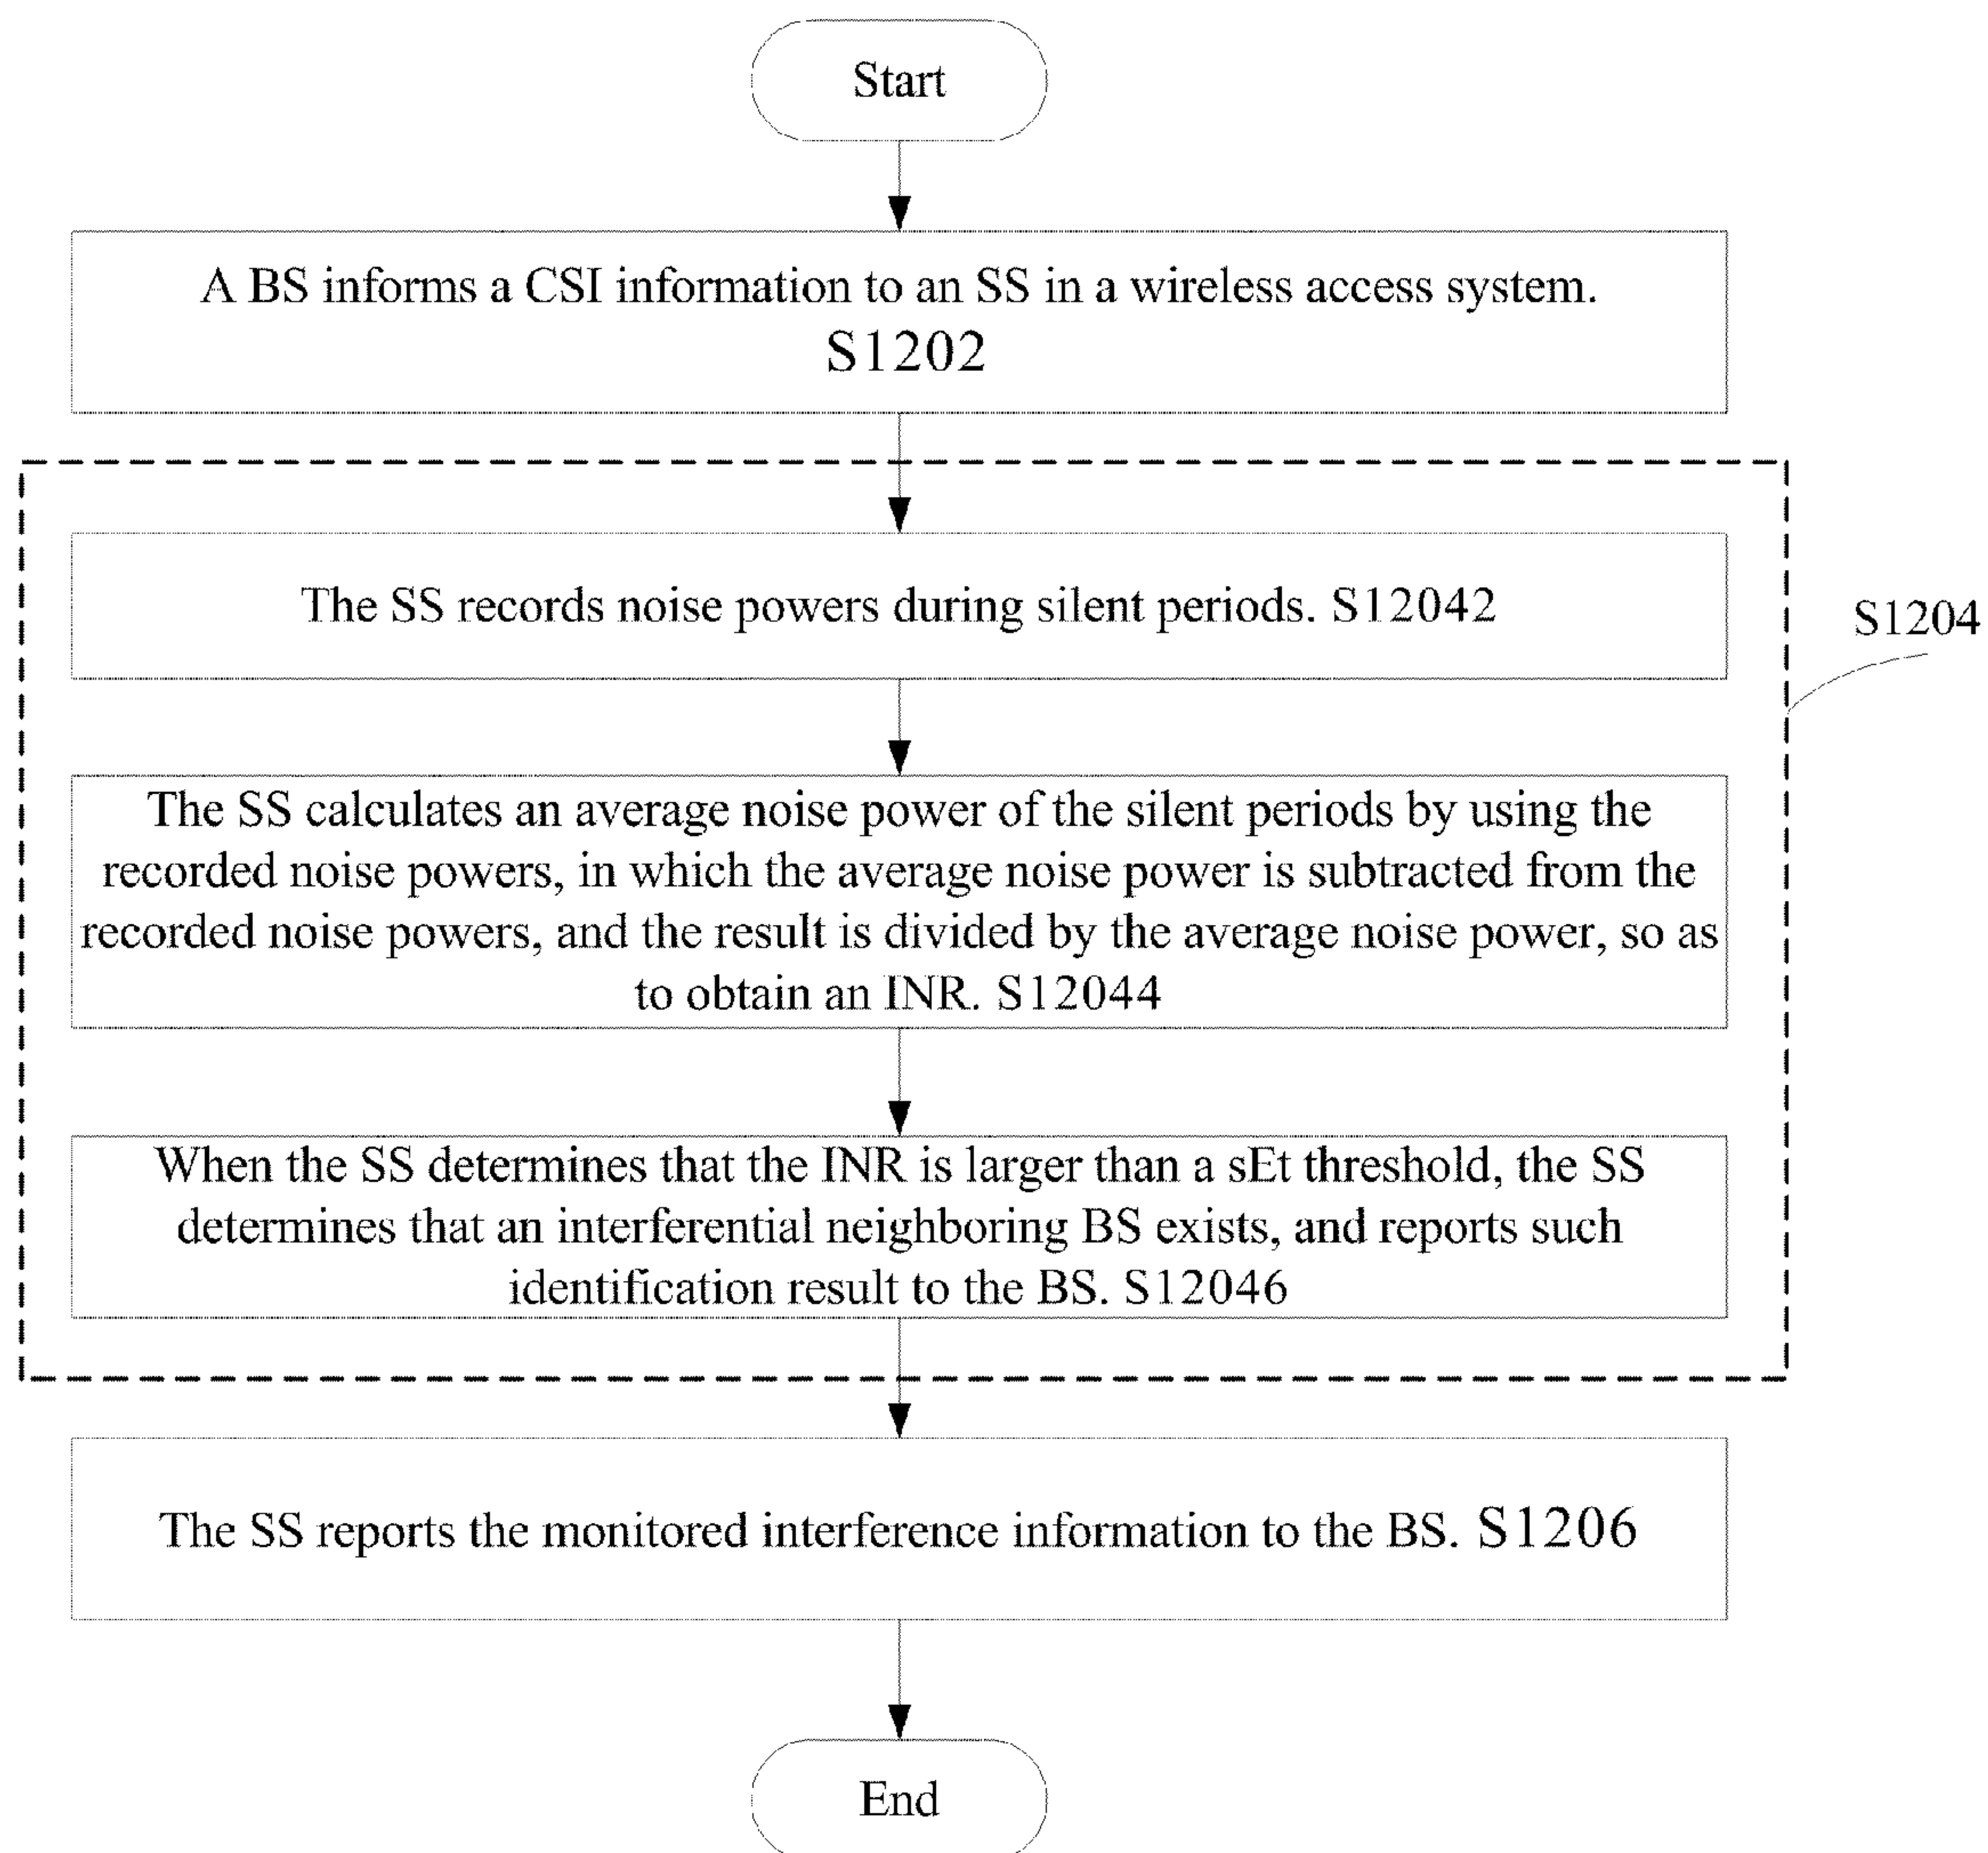 Start
A BS informs a CSI information to an SS in a wireless access system.
S1202
The SS records noise powers during silent periods. S12042
S1204
The SS calculates an average noise power of the silent periods by using the
recorded noise powers, in which the average noise power is subtracted from the
recorded noise powers, and the result is divided by the average noise power, so as
to obtain an INR. S12044
When the SS determines that the INR is larger than a sEt threshold, the SS
determines that an interferential neighboring BS exists, and reports such
identification result to the BS. S12046
The SS reports the monitored interference information to the BS. S1206
End